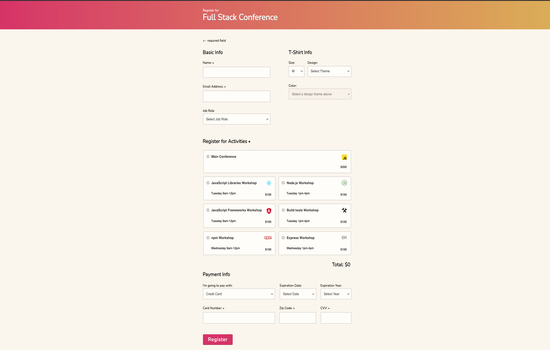 Register for
Full Stack Conference
required field
Basic Info
T-Shirt Info
Name
Size:
Design:
M
Select Theme
Email Address
Color:
Select a design theme above
Job Role
Select Job Role
Register for Activities
Main Conference
JavaScript Libraries Workshop
Tuesday 9am-12pm
$100
Node.js Workshop
Tuesday 1pm-4pm
$100
JavaScript Frameworks Workshop
Tuesday 9am-12pm
$100
Build tools Workshop
Tuesday 1pm-4pm
$100
npm Workshop
Wednesday 9am-12pm
$100
Express Workshop
Wednesday 1pm-4pm
$100
Total: $0
Payment Info
I'm going to pay with:
Expiration Date:
Expiration Year:
Credit Card
Select Date
Select Year
Card Number
Zip Code
CVV
Register